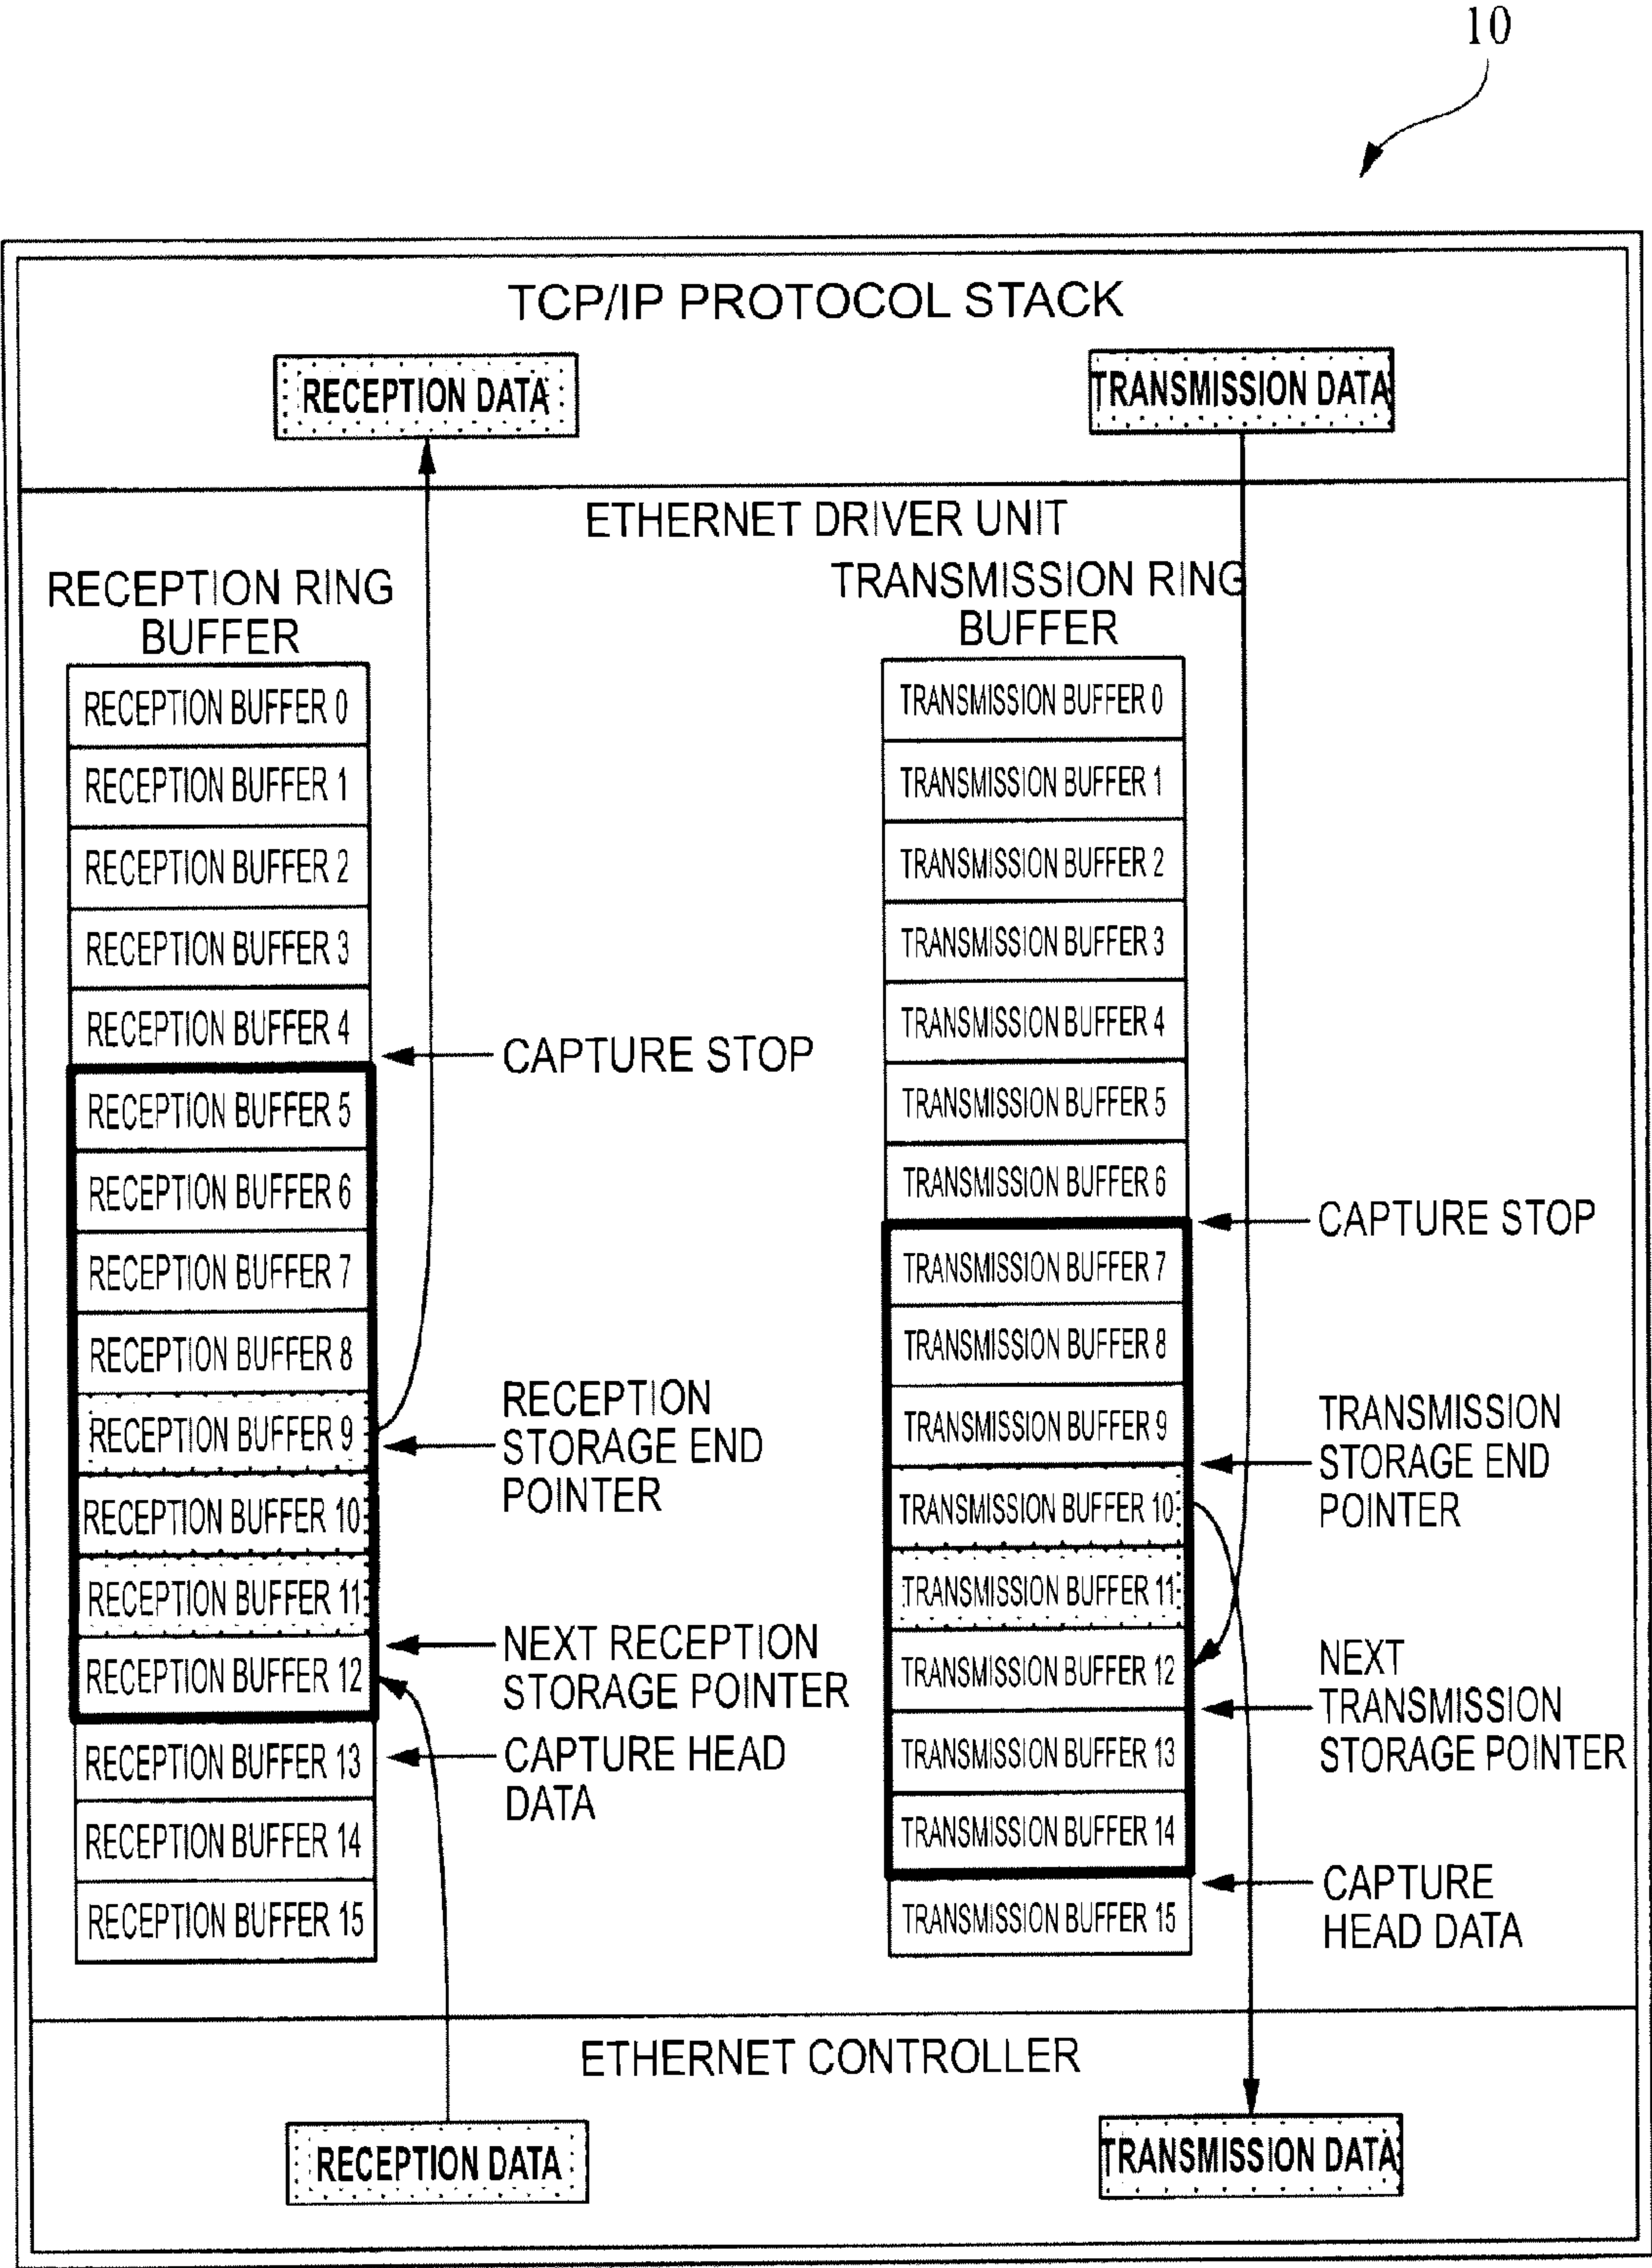 10
TCP/IP PROTOCOL STACK
RECEPTION DATA
TRANSMISSION DATA
ETHERNET DRIVER UNIT
RECEPTION RING
BUFFER
RECEPTION BUFFER 0
RECEPTION BUFFER 1
RECEPTION BUFFER 2
RECEPTION BUFFER 3
RECEPTION BUFFER 4
RECEPTION BUFFER 5
RECEPTION BUFFER 6
RECEPTION BUFFER 7
RECEPTION BUFFER 8
RECEPTION BUFFER 9
RECEPTION BUFFER 10
RECEPTION BUFFER 11
RECEPTION BUFFER 12
RECEPTION BUFFER 13
RECEPTION BUFFER 14
RECEPTION BUFFER 15
CAPTURE STOP
RECEPTION
STORAGE END
POINTER
NEXT RECEPTION
STORAGE POINTER
CAPTURE HEAD
DATA
TRANSMISSION RING
BUFFER
TRANSMISSION BUFFER 0
TRANSMISSION BUFFER 1
TRANSMISSION BUFFER 2
TRANSMISSION BUFFER 3
TRANSMISSION BUFFER 4
TRANSMISSION BUFFER 5
TRANSMISSION BUFFER 6
TRANSMISSION BUFFER 7
TRANSMISSION BUFFER 8
TRANSMISSION BUFFER 9
TRANSMISSION BUFFER 10
TRANSMISSION BUFFER 11
TRANSMISSION BUFFER 12
TRANSMISSION BUFFER 13
TRANSMISSION BUFFER 14
TRANSMISSION BUFFER 15
CAPTURE STOP
TRANSMISSION
STORAGE END
POINTER
NEXT
TRANSMISSION
STORAGE POINTER
CAPTURE
HEAD DATA
ETHERNET CONTROLLER
RECEPTION DATA
TRANSMISSION DATA